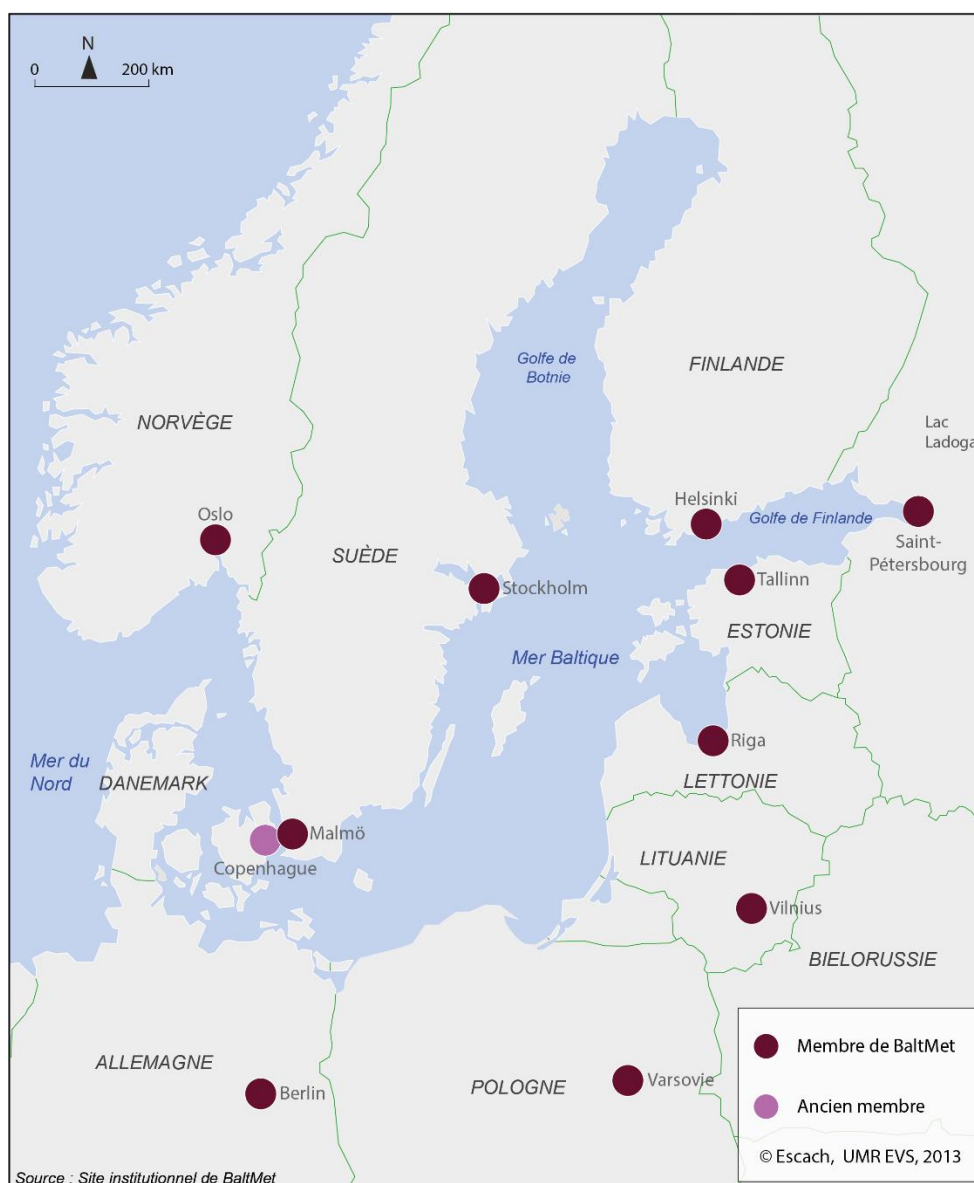 N
0 200 km
Golfe de
Botnie
FINLANDE
NORVÈGE
Lac
Ladoga
Oslo
Helsinki
Golfe de Finlande
Saint-
Pétersbourg
SUÈDE
Stockholm
Tallinn
ESTONIE
Mer Baltique
Riga
Mer du
Nord
DANEMARK
LETTONIE
Malmö
Copenhague
LITUANIE
Vilnius
BIELORUSSIE
Membre de BaltMet
ALLEMAGNE
Berlin
POLOGNE
Varsovie
Ancien membre
© Escach, UMR EVS, 2013
Source : Site institutionnel de BaltMet